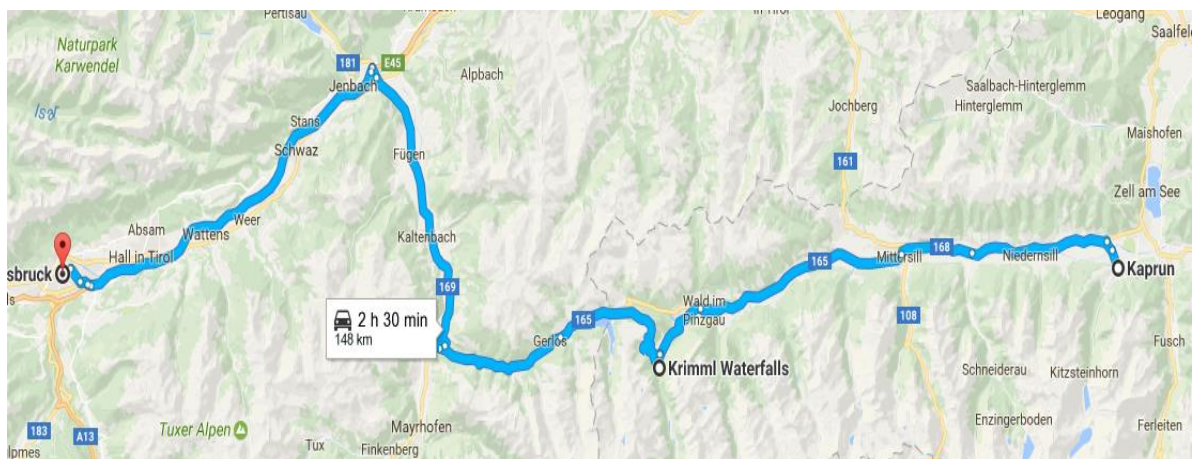 Pertisau
Leogang
Saalfel
Naturpark
Karwendel
181
E45
Alpbach
Jenbach
Saalbach-Hinterglemm
Hinterglemm
Isar
Jochberg
Stans
Maishofen
Schwaz
Fügen
161
Zell am See
Absam
Weer
Wattens
Kaltenbach
Hall in Tirol
168
Mittersill
Niedernsill
sbruck
165
Kaprun
169
Wald im
Pinzgau
2 h 30 min
148 km
165
108
Gerlos
Fusch
Krimml Waterfalls
Schneiderau
Kitzsteinhorn
183
A13
Tuxer Alpen
Mayrhofen
Enzingerboden
Ferleiten
Tux
Finkenberg
lpmes